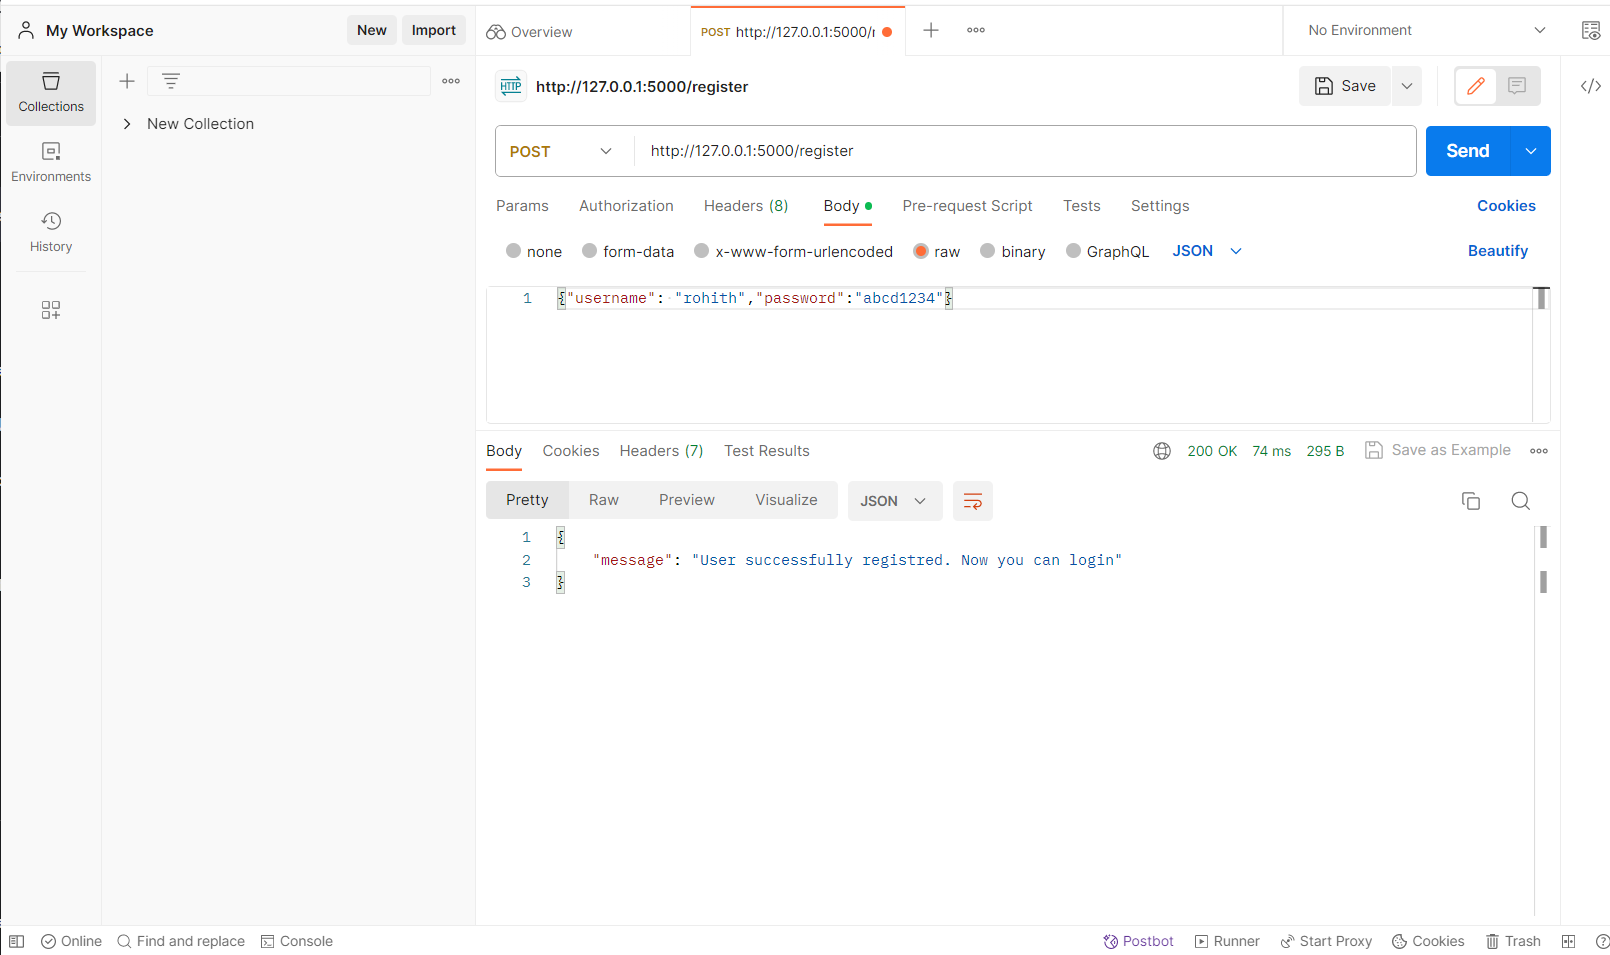 My Workspace
New
Import
Overview
POST http://127.0.0.1:5000/r
No Environment
Collections
Environments
History
New Collection
HTTP
http://127.0.0.1:5000/register
Save
POST
http://127.0.0.1:5000/register
Send
Params
Authorization
Headers (8)
Body
Pre-request Script
Tests
Settings
Cookies
none
form-data
x-www-form-urlencoded
raw
binary
GraphQL
JSON
Beautify
1
{"username": "rohith","password":"abcd1234"}
Body
Cookies
Headers (7)
Test Results
200 OK
74 ms
295 B
Save as Example
Pretty
Raw
Preview
Visualize
JSON
1 {
2 "message": "User successfully registred. Now you can login"
3 }
Online
Find and replace
Console
Postbot
Runner
Start Proxy
Cookies
Trash